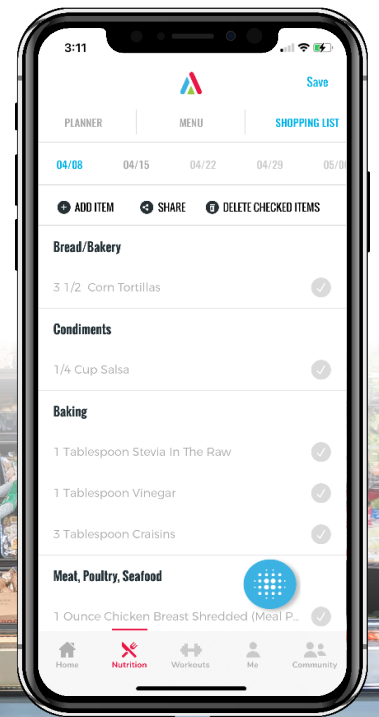 3:11
Save
PLANNER MENU SHOPPING LIST
04/08 04/15 04/22 04/29
ADD ITEM SHARE DELETE CHECKED ITEMS
Bread/Bakery
3 1/2 Corn Tortillas
Condiments
1/4 Cup Salsa
Baking
1 Tablespoon Stevia In The Raw
1 Tablespoon Vinegar
3 Tablespoon Craisins
Meat, Poultry, Seafood
1 Ounce Chicken Breast Shredded (Meal P...
Home Nutrition Workouts Me Community